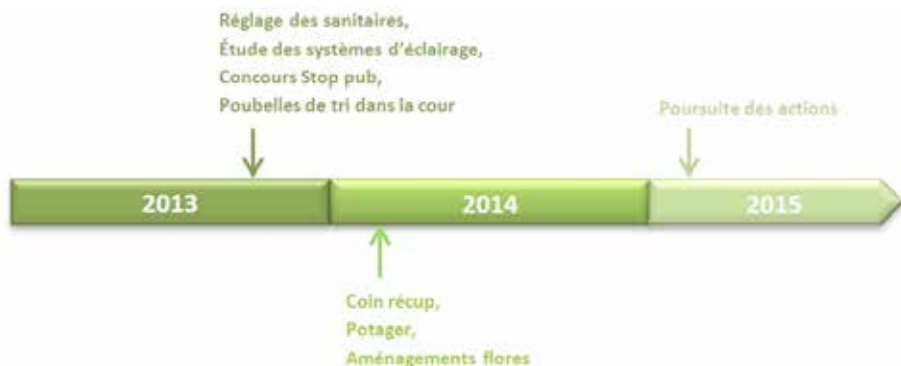 Réglage des sanitaires,
Étude des systèmes d'éclairage,
Concours Stop pub,
Poubelles de tri dans la cour
Poursuite des actions
2013
2014
2015
Coin récup,
Potager,
Aménagements flores